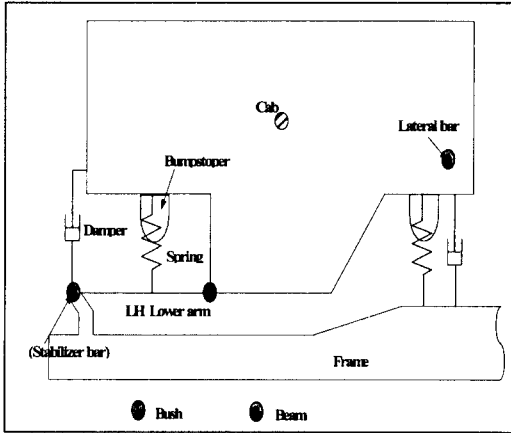 Cab
Lateral bar
Bumpstoper
Damper
Spring
LH Lower arm
(Stabilizer bar)
Frame
Bush
Beam